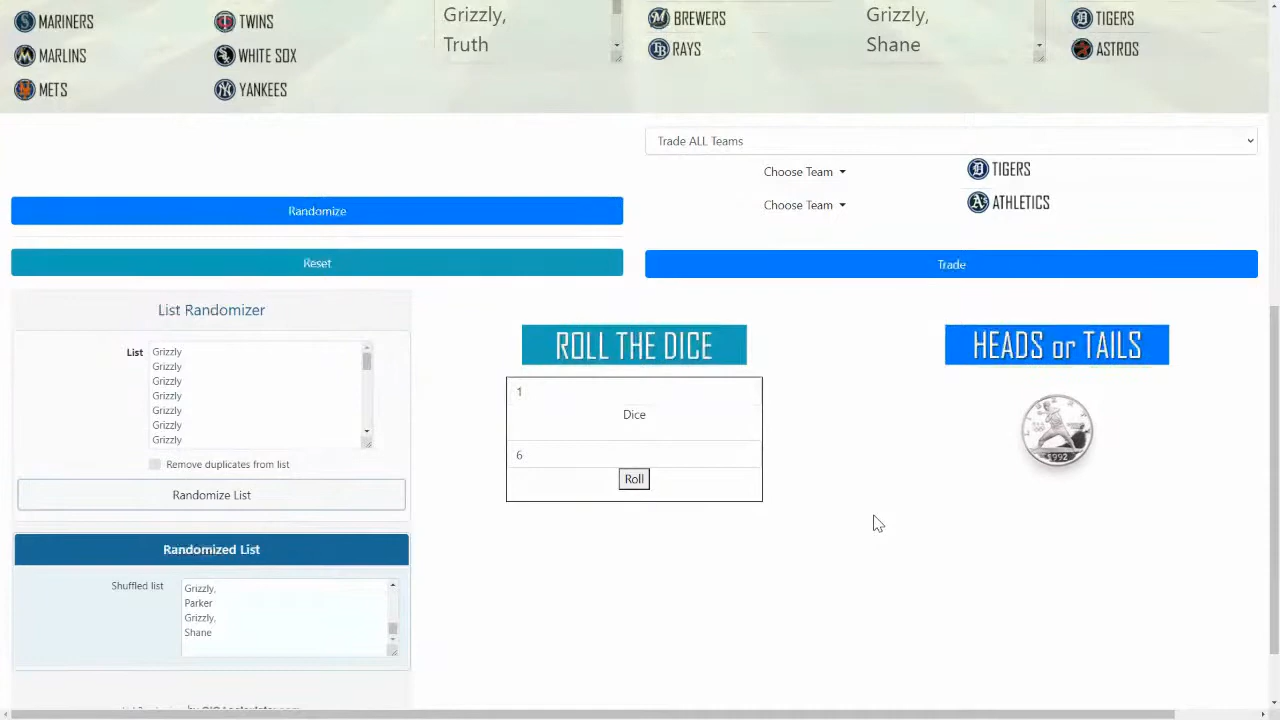 MARINERS
TWINS
Grizzly,
Truth
MARLINS
WHITE SOX
METS
YANKEES
BREWERS
Grizzly,
Shane
TIGERS
RAYS
ASTROS
Trade ALL Teams
Choose Team
TIGERS
Choose Team
ATHLETICS
Randomize
Reset
Trade
List Randomizer
List
Grizzly
Grizzly
Grizzly
Grizzly
Grizzly
Grizzly
Grizzly
Remove duplicates from list
Randomize List
Randomized List
Shuffled list
Grizzly,
Parker
Grizzly,
Shane
ROLL THE DICE
1
Dice
6
Roll
HEADS or TAILS
1992